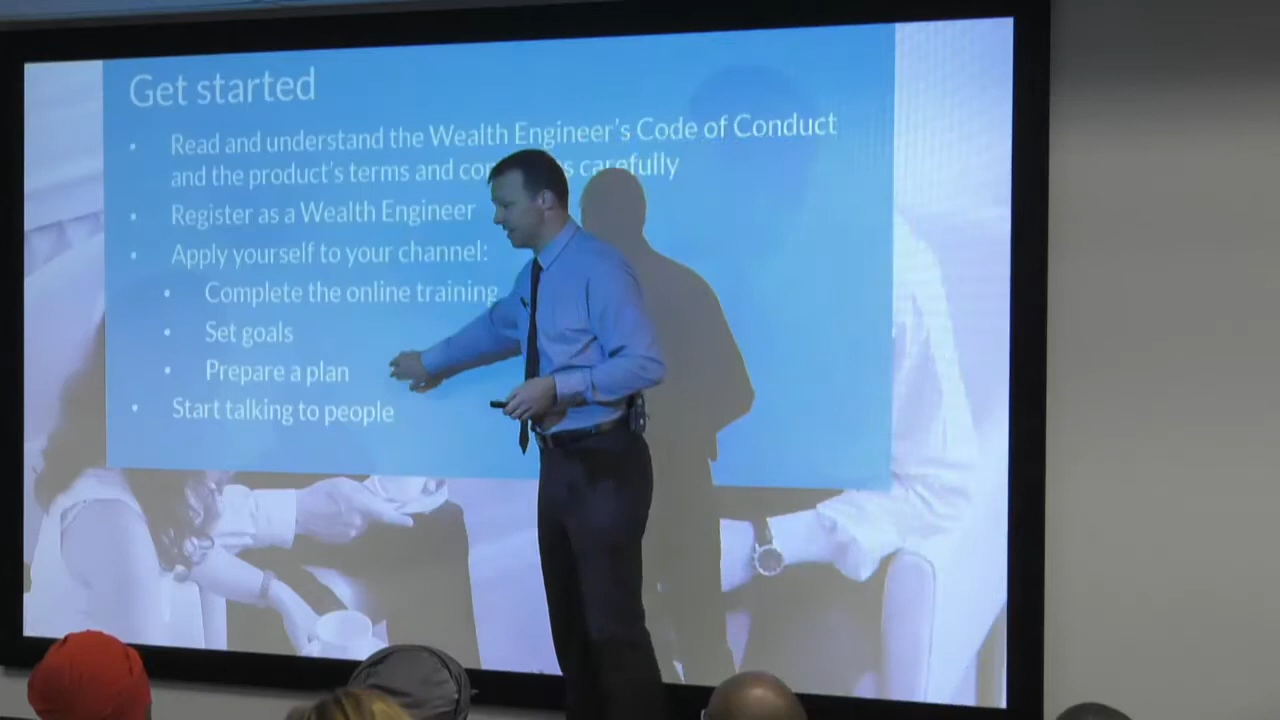 Get started
• Read and understand the Wealth Engineer's Code of Conduct
and the product's terms and carefully
• Register as a Wealth Engineer
• Apply yourself to your channel:
• Complete the online training
• Set goals
• Prepare a plan
• Start talking to people